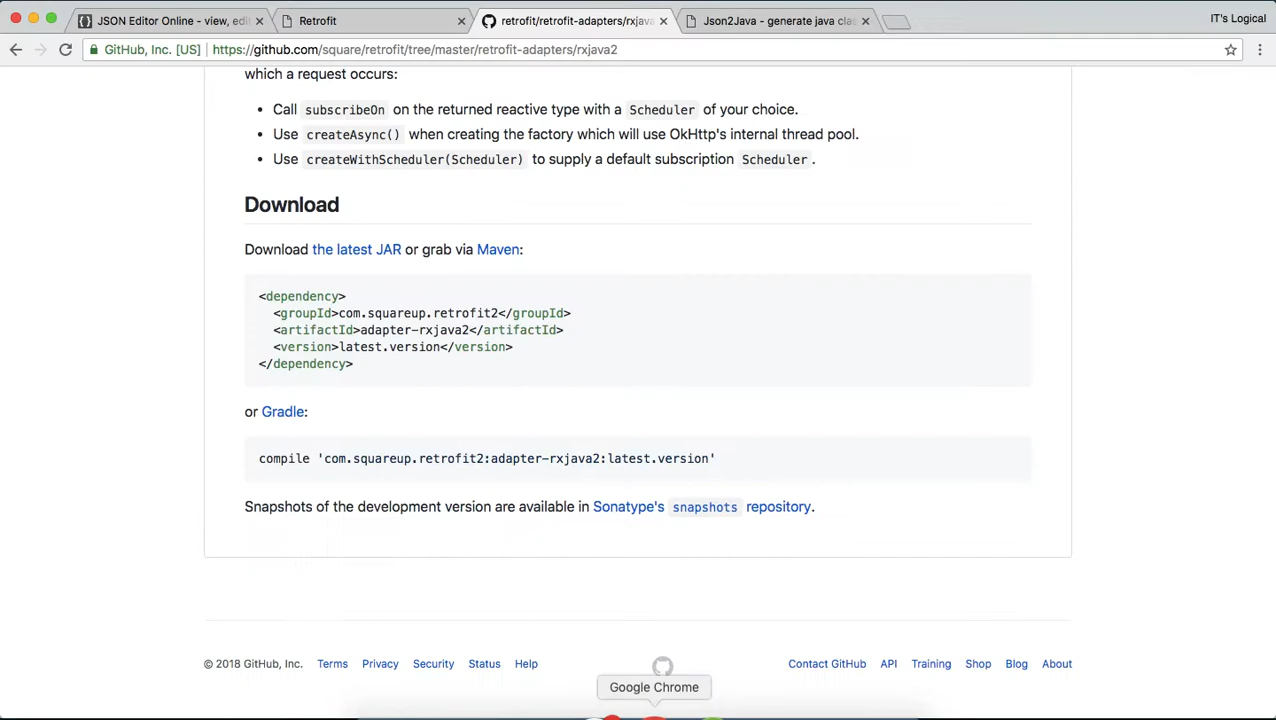 JSON Editor Online - view, edi
Retrofit
retrofit/retrofit-adapters/rxjava
Json2Java - generate java clas
IT's Logical
GitHub, Inc. [US]
https://github.com/square/retrofit/tree/master/retrofit-adapters/rxjava2
which a request occurs:
• Call subscribeOn on the returned reactive type with a Scheduler of your choice.
• Use createAsync() when creating the factory which will use OkHttp's internal thread pool.
• Use createWithScheduler(Scheduler) to supply a default subscription Scheduler.
Download
Download the latest JAR or grab via Maven:
<dependency>
<groupId>com.squareup.retrofit2</groupId>
<artifactId>adapter-rxjava2</artifactId>
<version>latest.version</version>
</dependency>
or Gradle:
compile 'com.squareup.retrofit2:adapter-rxjava2:latest.version'
Snapshots of the development version are available in Sonatype's snapshots repository.
© 2018 GitHub, Inc. Terms Privacy Security Status Help
Contact GitHub API Training Shop Blog About
Google Chrome